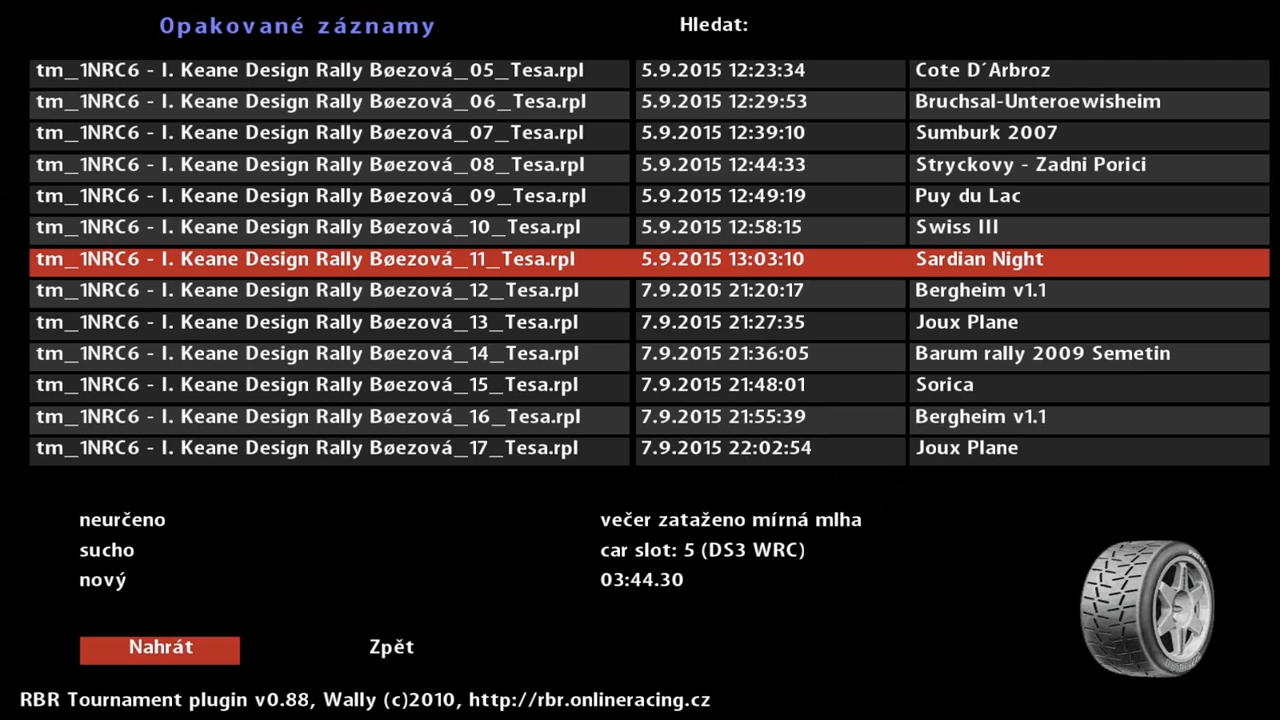 Opakované záznamy Hledat:
tm_1NRC6 - I. Keane Design Rally Bøezová_05_Tesa.rpl 5.9.2015 12:23:34 Cote D´Arbroz
tm_1NRC6 - I. Keane Design Rally Bøezová_06_Tesa.rpl 5.9.2015 12:29:53 Bruchsal-Unteroewisheim
tm_1NRC6 - I. Keane Design Rally Bøezová_07_Tesa.rpl 5.9.2015 12:39:10 Sumburk 2007
tm_1NRC6 - I. Keane Design Rally Bøezová_08_Tesa.rpl 5.9.2015 12:44:33 Stryckovy - Zadni Porici
tm_1NRC6 - I. Keane Design Rally Bøezová_09_Tesa.rpl 5.9.2015 12:49:19 Puy du Lac
tm_1NRC6 - I. Keane Design Rally Bøezová_10_Tesa.rpl 5.9.2015 12:58:15 Swiss III
tm_1NRC6 - I. Keane Design Rally Bøezová_11_Tesa.rpl 5.9.2015 13:03:10 Sardian Night
tm_1NRC6 - I. Keane Design Rally Bøezová_12_Tesa.rpl 7.9.2015 21:20:17 Bergheim v1.1
tm_1NRC6 - I. Keane Design Rally Bøezová_13_Tesa.rpl 7.9.2015 21:27:35 Joux Plane
tm_1NRC6 - I. Keane Design Rally Bøezová_14_Tesa.rpl 7.9.2015 21:36:05 Barum rally 2009 Semetin
tm_1NRC6 - I. Keane Design Rally Bøezová_15_Tesa.rpl 7.9.2015 21:48:01 Sorica
tm_1NRC6 - I. Keane Design Rally Bøezová_16_Tesa.rpl 7.9.2015 21:55:39 Bergheim v1.1
tm_1NRC6 - I. Keane Design Rally Bøezová_17_Tesa.rpl 7.9.2015 22:02:54 Joux Plane
neurčeno večer zataženo mírná mlha
sucho car slot: 5 (DS3 WRC)
nový 03:44.30
Nahrát Zpět
RBR Tournament plugin v0.88, Wally (c)2010, http://rbr.onlineracing.cz